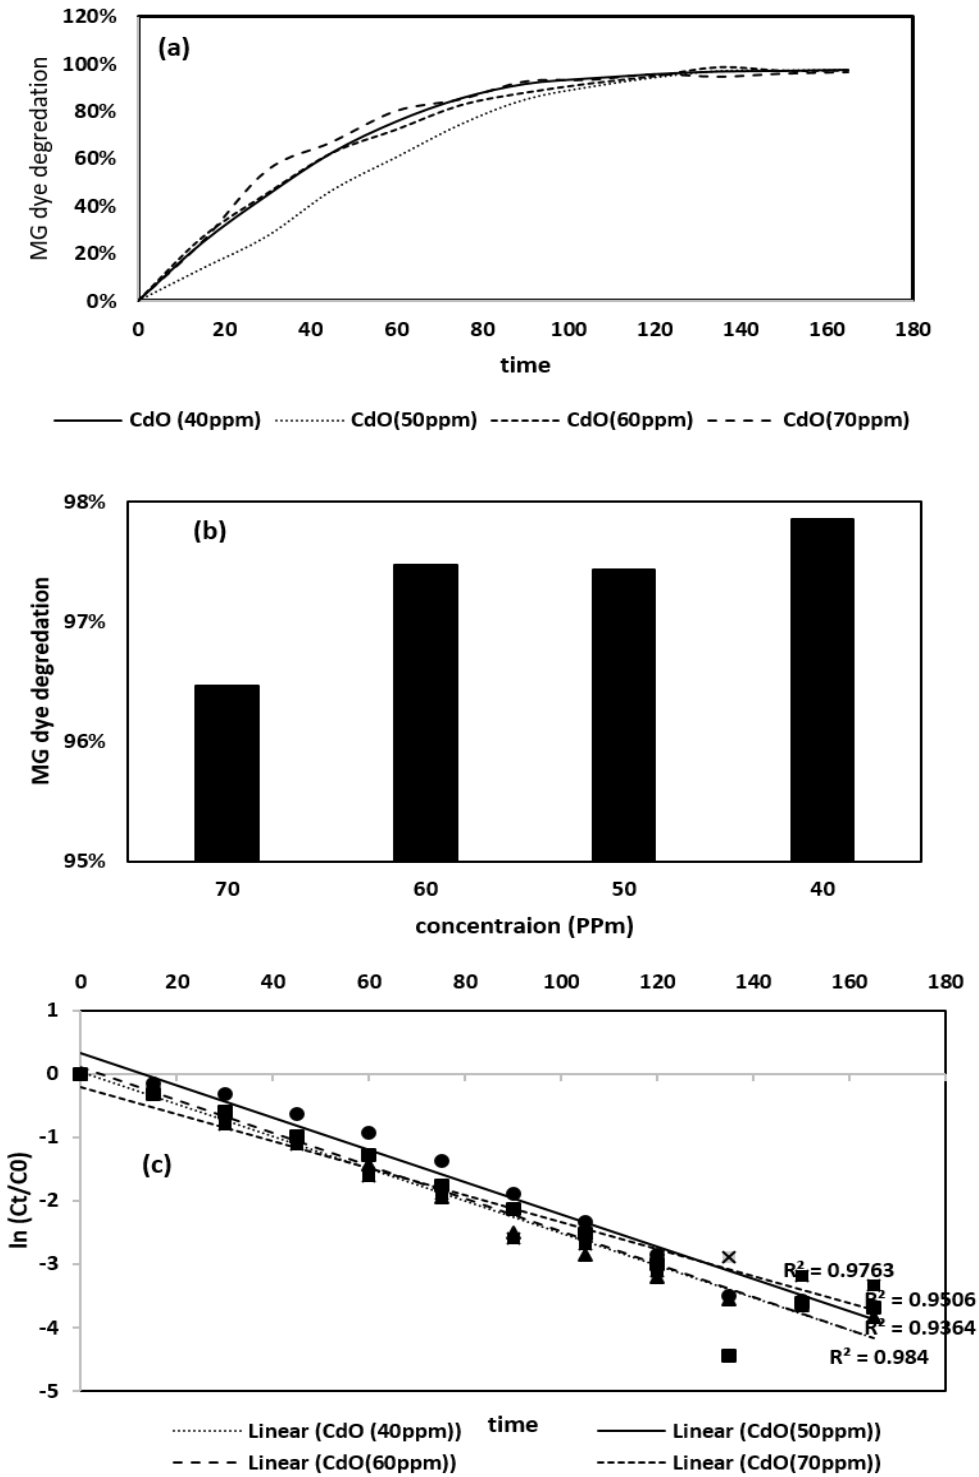 120%
(a)
100%
80%
60%
40%
20%
0%
MG dye degredation
0 20 40 60 80 100 120 140 160 180
time
CdO (40ppm) CdO(50ppm) CdO(60ppm) CdO(70ppm)
98%
(b)
97%
96%
95%
MG dye degredation
70 60 50 40
concentraion (PPm)
0 20 40 60 80 100 120 140 160 180
1
0
-1
(c)
-2
-3
-4
-5
ln (Ct/C0)
R² = 0.9763
R² = 0.9506
R² = 0.9364
R² = 0.984
time
Linear (CdO (40ppm)) Linear (CdO(50ppm))
Linear (CdO(60ppm)) Linear (CdO(70ppm))